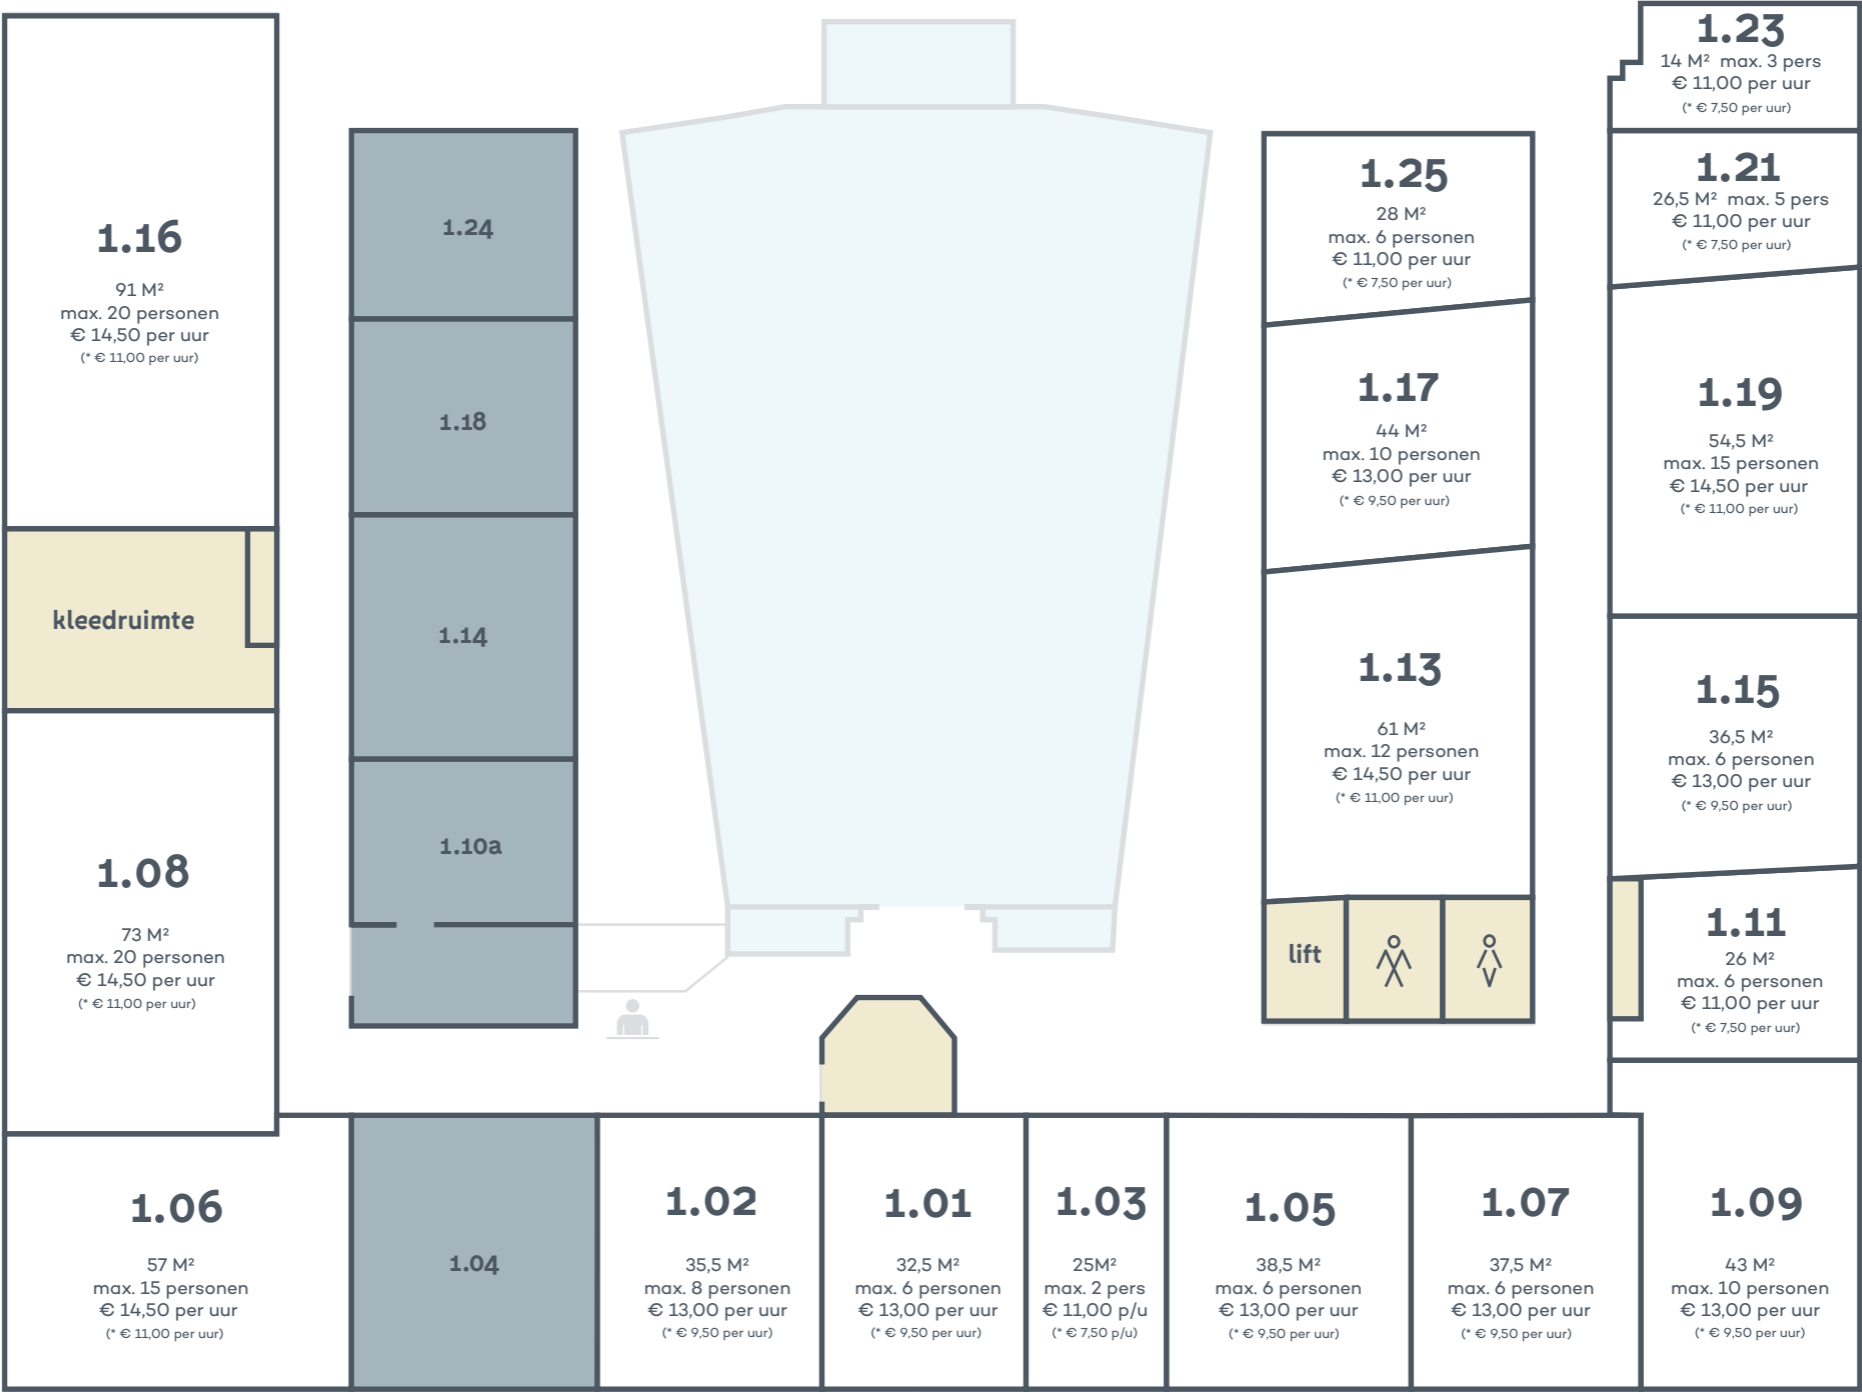 1.16
91 M²
max. 20 personen
€ 14,50 per uur
(* € 11,00 per uur)
kleedruimte
1.08
73 M²
max. 20 personen
€ 14,50 per uur
(* € 11,00 per uur)
1.06
57 M²
max. 15 personen
€ 14,50 per uur
(* € 11,00 per uur)
1.24
1.18
1.14
1.10a
1.04
1.02
35,5 M²
max. 8 personen
€ 13,00 per uur
(* € 9,50 per uur)
1.01
32,5 M²
max. 6 personen
€ 13,00 per uur
(* € 9,50 per uur)
1.03
25M²
max. 2 pers
€ 11,00 p/u
(* € 7,50 p/u)
1.05
38,5 M²
max. 6 personen
€ 13,00 per uur
(* € 9,50 per uur)
1.07
37,5 M²
max. 6 personen
€ 13,00 per uur
(* € 9,50 per uur)
1.09
43 M²
max. 10 personen
€ 13,00 per uur
(* € 9,50 per uur)
1.25
28 M²
max. 6 personen
€ 11,00 per uur
(* € 7,50 per uur)
1.17
44 M²
max. 10 personen
€ 13,00 per uur
(* € 9,50 per uur)
1.13
61 M²
max. 12 personen
€ 14,50 per uur
(* € 11,00 per uur)
lift
1.23
14 M² max. 3 pers
€ 11,00 per uur
(* € 7,50 per uur)
1.21
26,5 M² max. 5 pers
€ 11,00 per uur
(* € 7,50 per uur)
1.19
54,5 M²
max. 15 personen
€ 14,50 per uur
(* € 11,00 per uur)
1.15
36,5 M²
max. 6 personen
€ 13,00 per uur
(* € 9,50 per uur)
1.11
26 M²
max. 6 personen
€ 11,00 per uur
(* € 7,50 per uur)